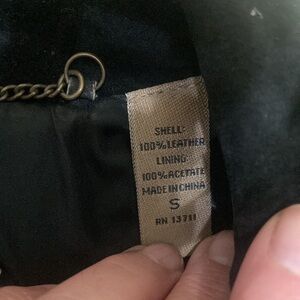 SHELL:
100% LEATHER
LINING:
100% ACETATE
MADE IN CHINA
S
RN 13711